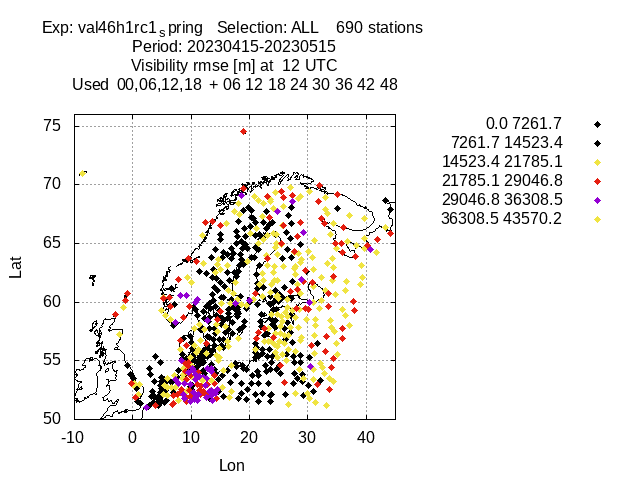 Exp: val46h1rc1spring Selection: ALL 690 stations
Period: 20230415-20230515
Visibility rmse [m] at 12 UTC
Used 00,06,12,18 + 06 12 18 24 30 36 42 48
0.0 7261.7
7261.7 14523.4
14523.4 21785.1
21785.1 29046.8
29046.8 36308.5
36308.5 43570.2
75
70
65
60
55
50
Lat
-10 0 10 20 30 40
Lon